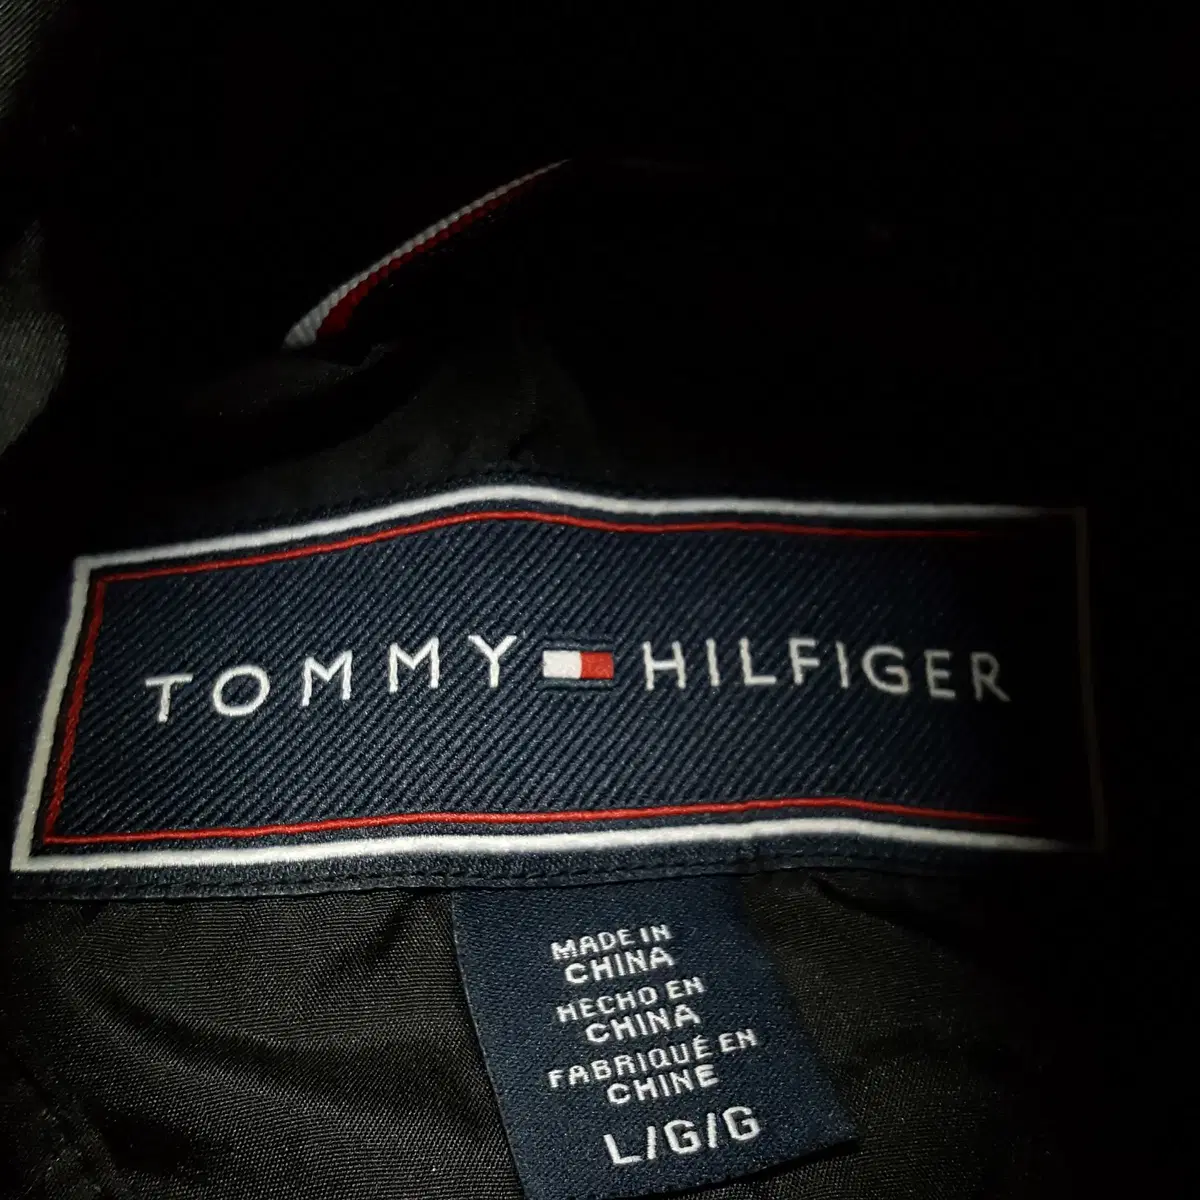 TOMMY HILFIGER
MADE IN
CHINA
HECHO EN
CHINA
FABRIQUÉ EN
CHINE
L/G/G